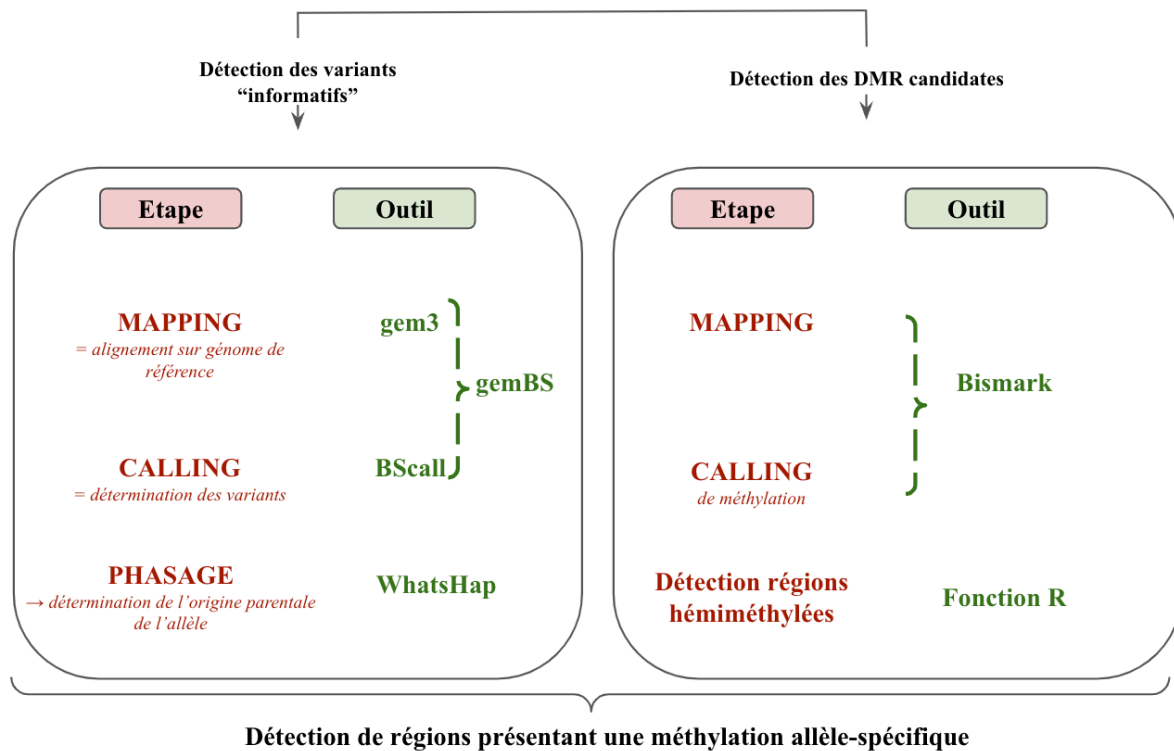 Détection des variants
“informatifs”
Détection des DMR candidates
Etape
Outil
MAPPING
= alignement sur génome de
référence
gem3
gemBS
CALLING
= détermination des variants
BScall
PHASAGE
→ détermination de l’origine parentale
de l’allèle
WhatsHap
Etape
Outil
MAPPING
Bismark
CALLING
de méthylation
Détection régions
hémiméthylées
Fonction R
Détection de régions présentant une méthylation allèle-spécifique